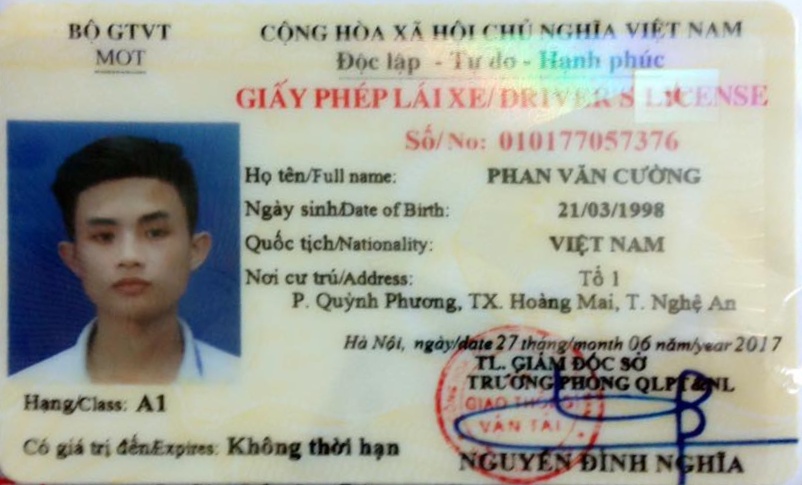 BỘ GTVT
MOT
CỘNG HÒA XÃ HỘI CHỦ NGHĨA VIỆT NAM
Độc lập - Tự do - Hạnh phúc
GIẤY PHÉP LÁI XE/ DRIVER'S LICENSE
Số/ No: 010177057376
Họ tên/Full name: PHAN VĂN CƯỜNG
Ngày sinh/Date of Birth: 21/03/1998
Quốc tịch/Nationality: VIỆT NAM
Nơi cư trú/Address: Tổ 1
P. Quỳnh Phương, TX. Hoàng Mai, T. Nghệ An
Hà Nội, ngày/date 27 tháng/month 06 năm/year 2017
TL. GIÁM ĐỐC SỞ
TRƯỞNG PHÒNG QLPT&NL
GIAO THÔNG
VẬN TẢI
NGUYỄN ĐÌNH NGHĨA
Hạng/Class: A1
Có giá trị đến/Expires: Không thời hạn